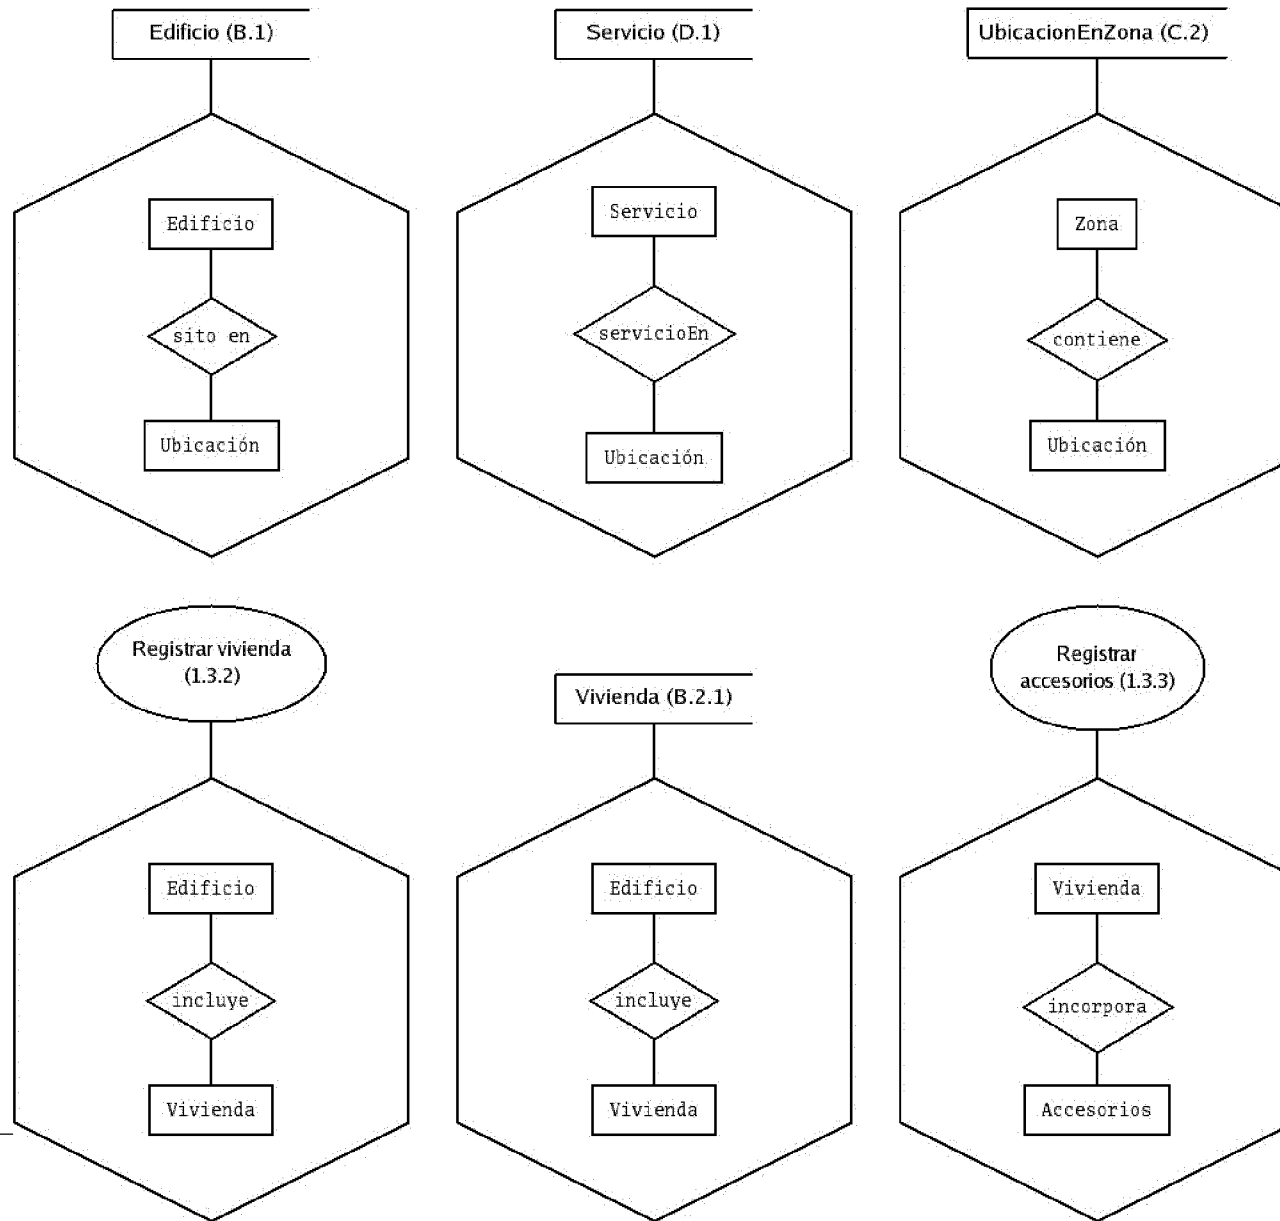 Edificio (B.1)
Servicio (D.1)
UbicacionEnZona (C.2)
Edificio
sito en
Ubicación
Servicio
servicioEn
Ubicación
Zona
contiene
Ubicación
Registrar vivienda
(1.3.2)
Vivienda (B.2.1)
Registrar
accesorios (1.3.3)
Edificio
incluye
Vivienda
Edificio
incluye
Vivienda
Vivienda
incorpora
Accesorios